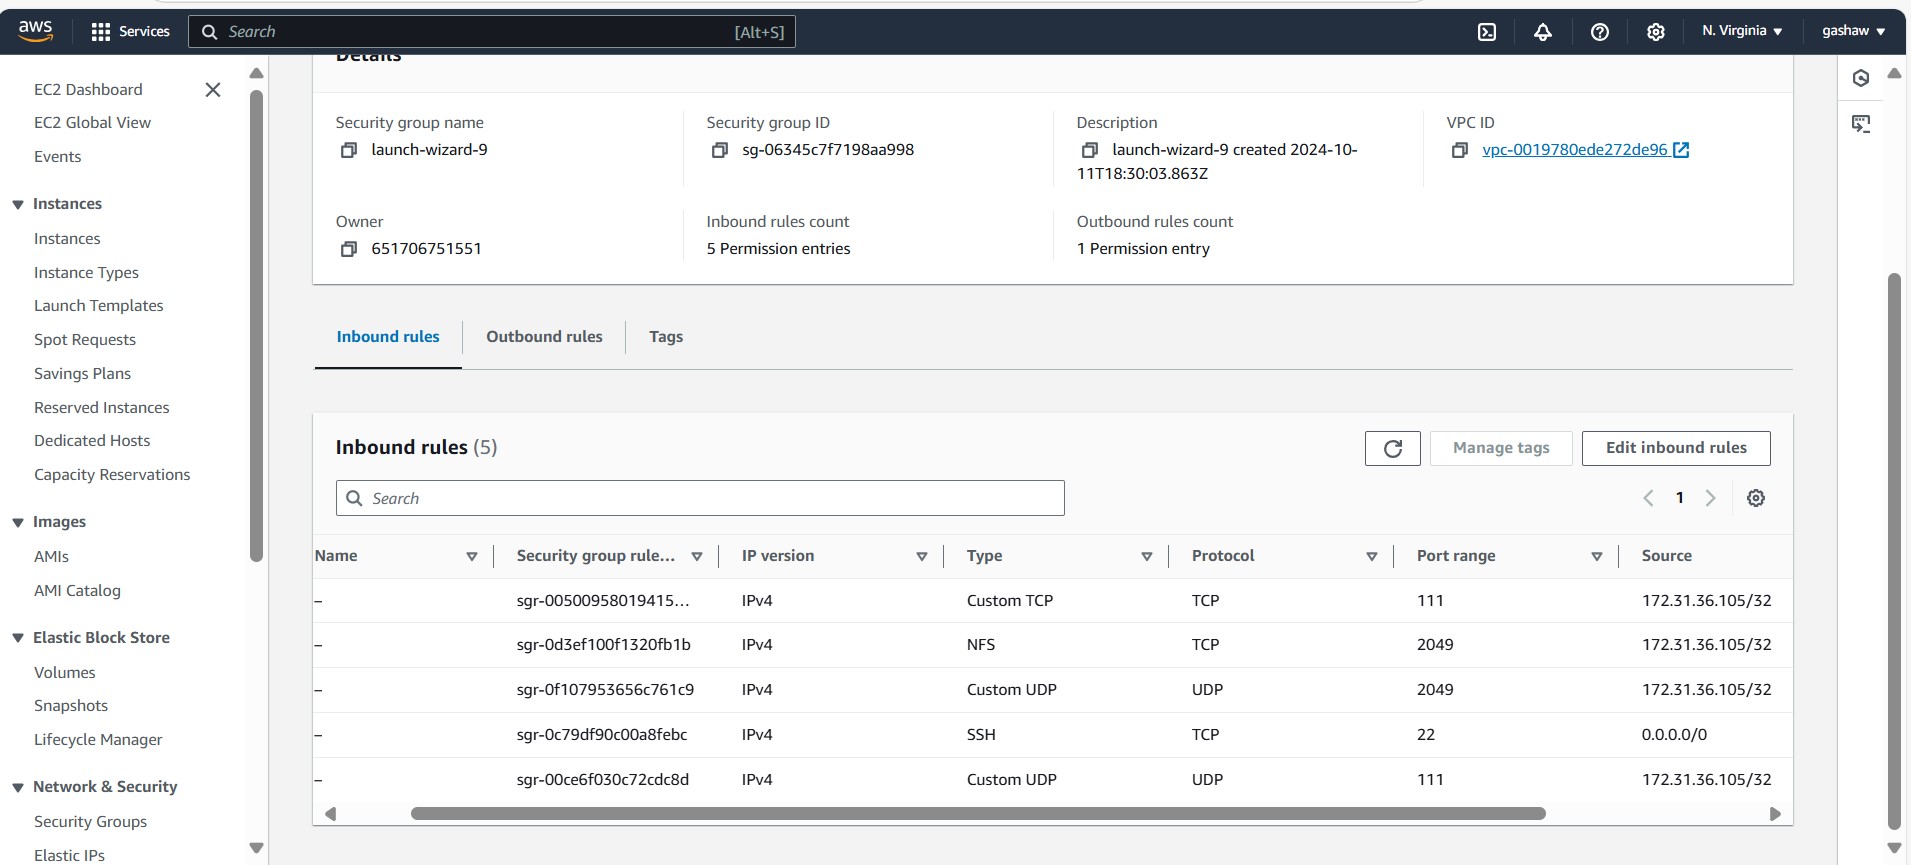 aws
Services
Search
[Alt+S]
N. Virginia
gashaw
EC2 Dashboard
EC2 Global View
Events
Instances
Instances
Instance Types
Launch Templates
Spot Requests
Savings Plans
Reserved Instances
Dedicated Hosts
Capacity Reservations
Images
AMIs
AMI Catalog
Elastic Block Store
Volumes
Snapshots
Lifecycle Manager
Network & Security
Security Groups
Elastic IPs
Details
Security group name
launch-wizard-9
Security group ID
sg-06345c7f7198aa998
Description
launch-wizard-9 created 2024-10-
11T18:30:03.863Z
VPC ID
vpc-0019780ede272de96
Owner
651706751551
Inbound rules count
5 Permission entries
Outbound rules count
1 Permission entry
Inbound rules Outbound rules Tags
Inbound rules (5)
Manage tags
Edit inbound rules
Search
1
Name Security group rule... IP version Type Protocol Port range Source
– sgr-00500958019415... IPv4 Custom TCP TCP 111 172.31.36.105/32
– sgr-0d3ef100f1320fb1b IPv4 NFS TCP 2049 172.31.36.105/32
– sgr-0f107953656c761c9 IPv4 Custom UDP UDP 2049 172.31.36.105/32
– sgr-0c79df90c00a8febc IPv4 SSH TCP 22 0.0.0.0/0
– sgr-00ce6f030c72cdc8d IPv4 Custom UDP UDP 111 172.31.36.105/32